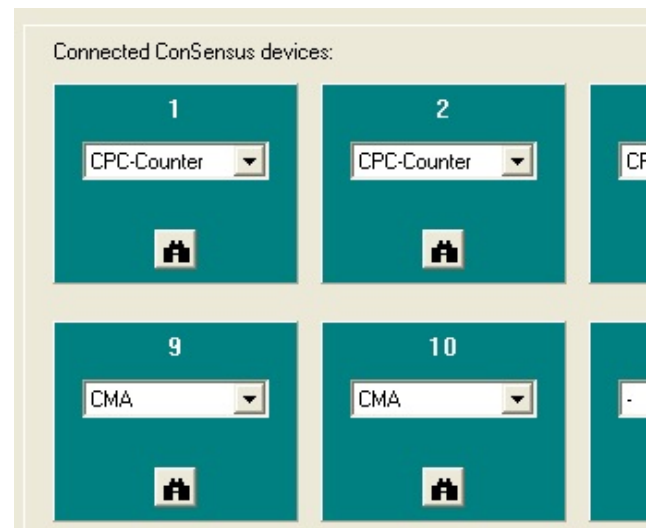 Connected ConSensus devices:
1
2
CPC-Counter
CPC-Counter
9
10
CMA
CMA
-